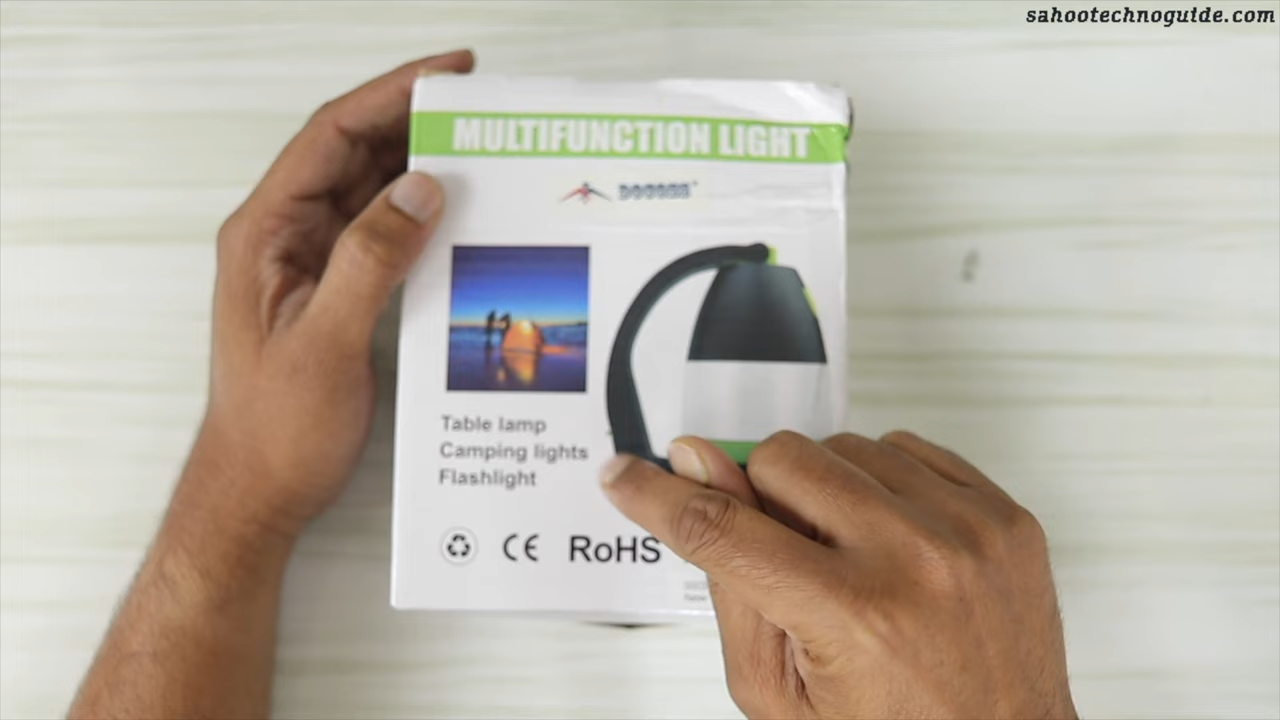 sahootechnoguide.com
MULTIFUNCTION LIGHT
Table lamp
Camping lights
Flashlight
CE RoHS